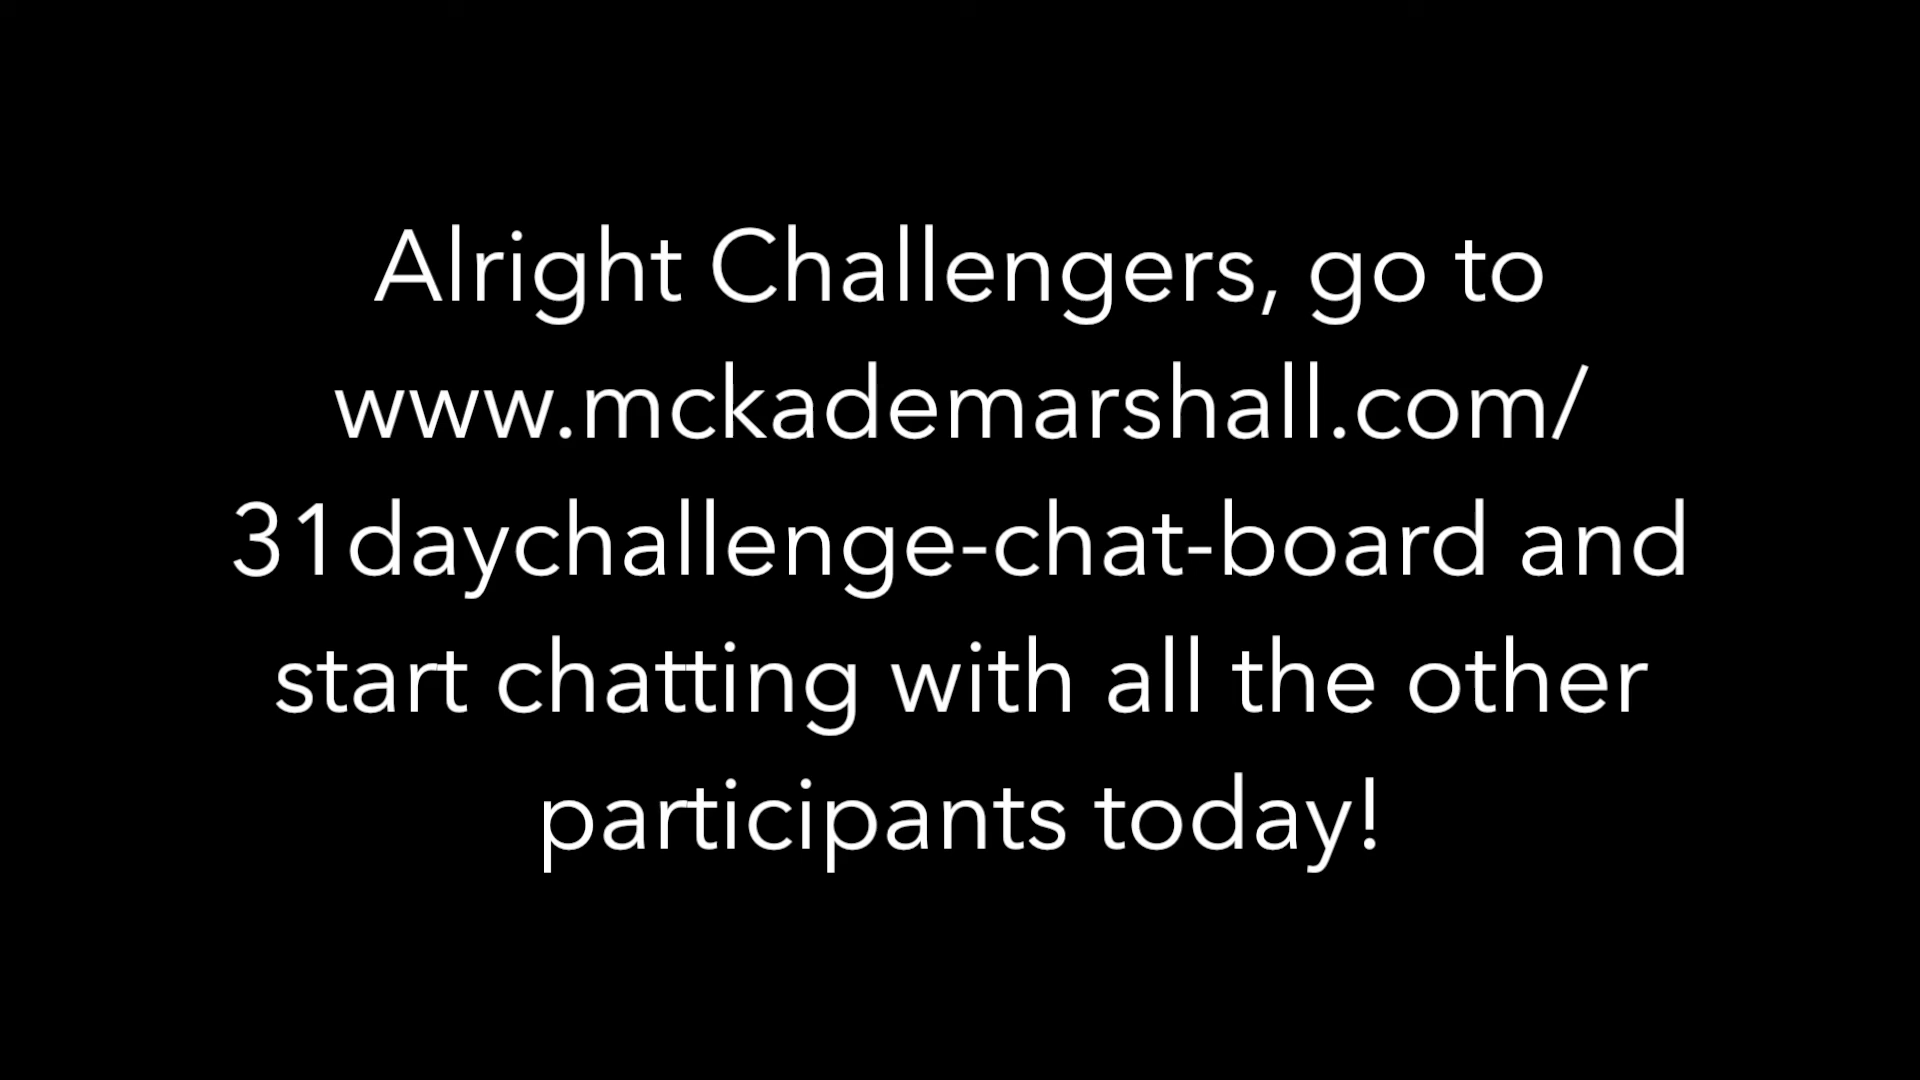 Alright Challengers, go to
www.mckademarshall.com/
31daychallenge-chat-board and
start chatting with all the other
participants today!